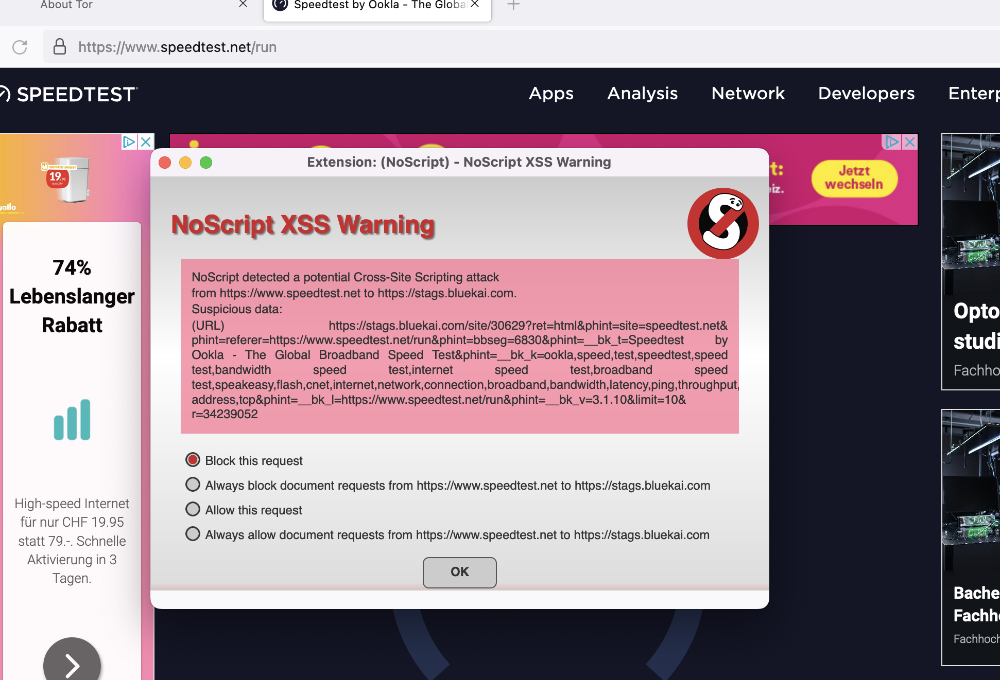 About Tor
Speedtest by Ookla - The Globa
https://www.speedtest.net/run
SPEEDTEST
Apps
Analysis
Network
Developers
Enterp
LIMITIERTES ANGEBOT
19.95
statt 79.-
yallo
74%
Lebenslanger
Rabatt
High-speed Internet
für nur CHF 19.95
statt 79.-. Schnelle
Aktivierung in 3
Tagen.
t:
iz.
Jetzt
wechseln
Extension: (NoScript) - NoScript XSS Warning
NoScript XSS Warning
NoScript detected a potential Cross-Site Scripting attack
from https://www.speedtest.net to https://stags.bluekai.com.
Suspicious data:
(URL) https://stags.bluekai.com/site/30629?ret=html&phint=site=speedtest.net&
phint=referer=https://www.speedtest.net/run&phint=bbseg=6830&phint=__bk_t=Speedtest by
Ookla - The Global Broadband Speed Test&phint=__bk_k=ookla,speed,test,speedtest,speed
test,bandwidth speed test,internet speed test,broadband speed
test,speakeasy,flash,cnet,internet,network,connection,broadband,bandwidth,latency,ping,throughput,
address,tcp&phint=__bk_l=https://www.speedtest.net/run&phint=__bk_v=3.1.10&limit=10&
r=34239052
Block this request
Always block document requests from https://www.speedtest.net to https://stags.bluekai.com
Allow this request
Always allow document requests from https://www.speedtest.net to https://stags.bluekai.com
OK
Opto
studi
Fachho
Bache
Fachho
Fachhoch